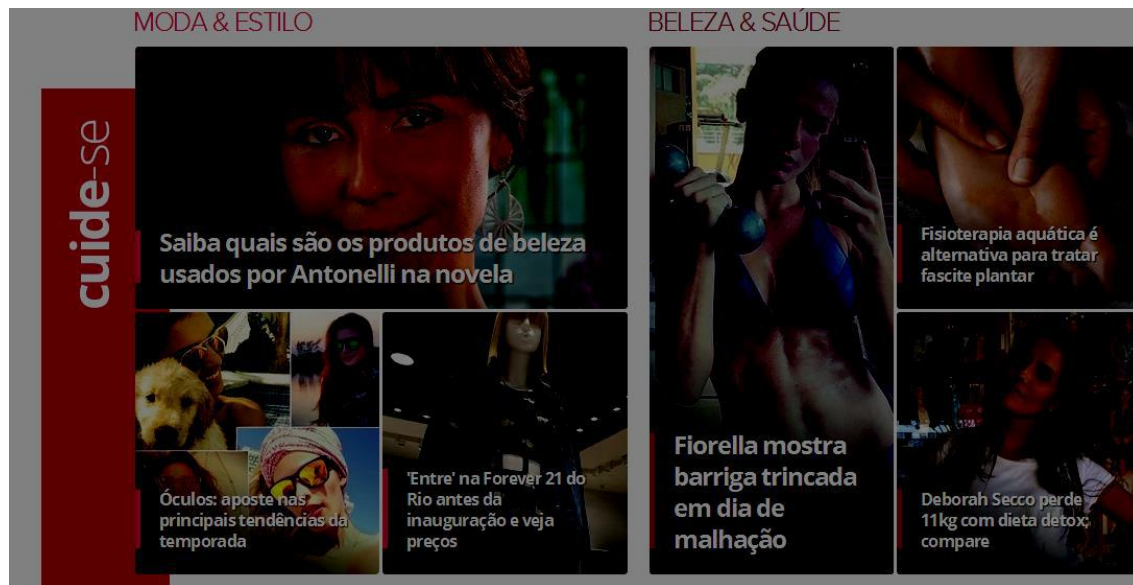 MODA & ESTILO
BELEZA & SAÚDE
cuide-se
Saiba quais são os produtos de beleza
usados por Antonelli na novela
Óculos: aposte nas
principais tendências da
temporada
'Entre' na Forever 21 do
Rio antes da
inauguração e veja
preços
Fiorella mostra
barriga trincada
em dia de
malhação
Fisioterapia aquática é
alternativa para tratar
fascite plantar
Deborah Secco perde
11kg com dieta detox;
compare